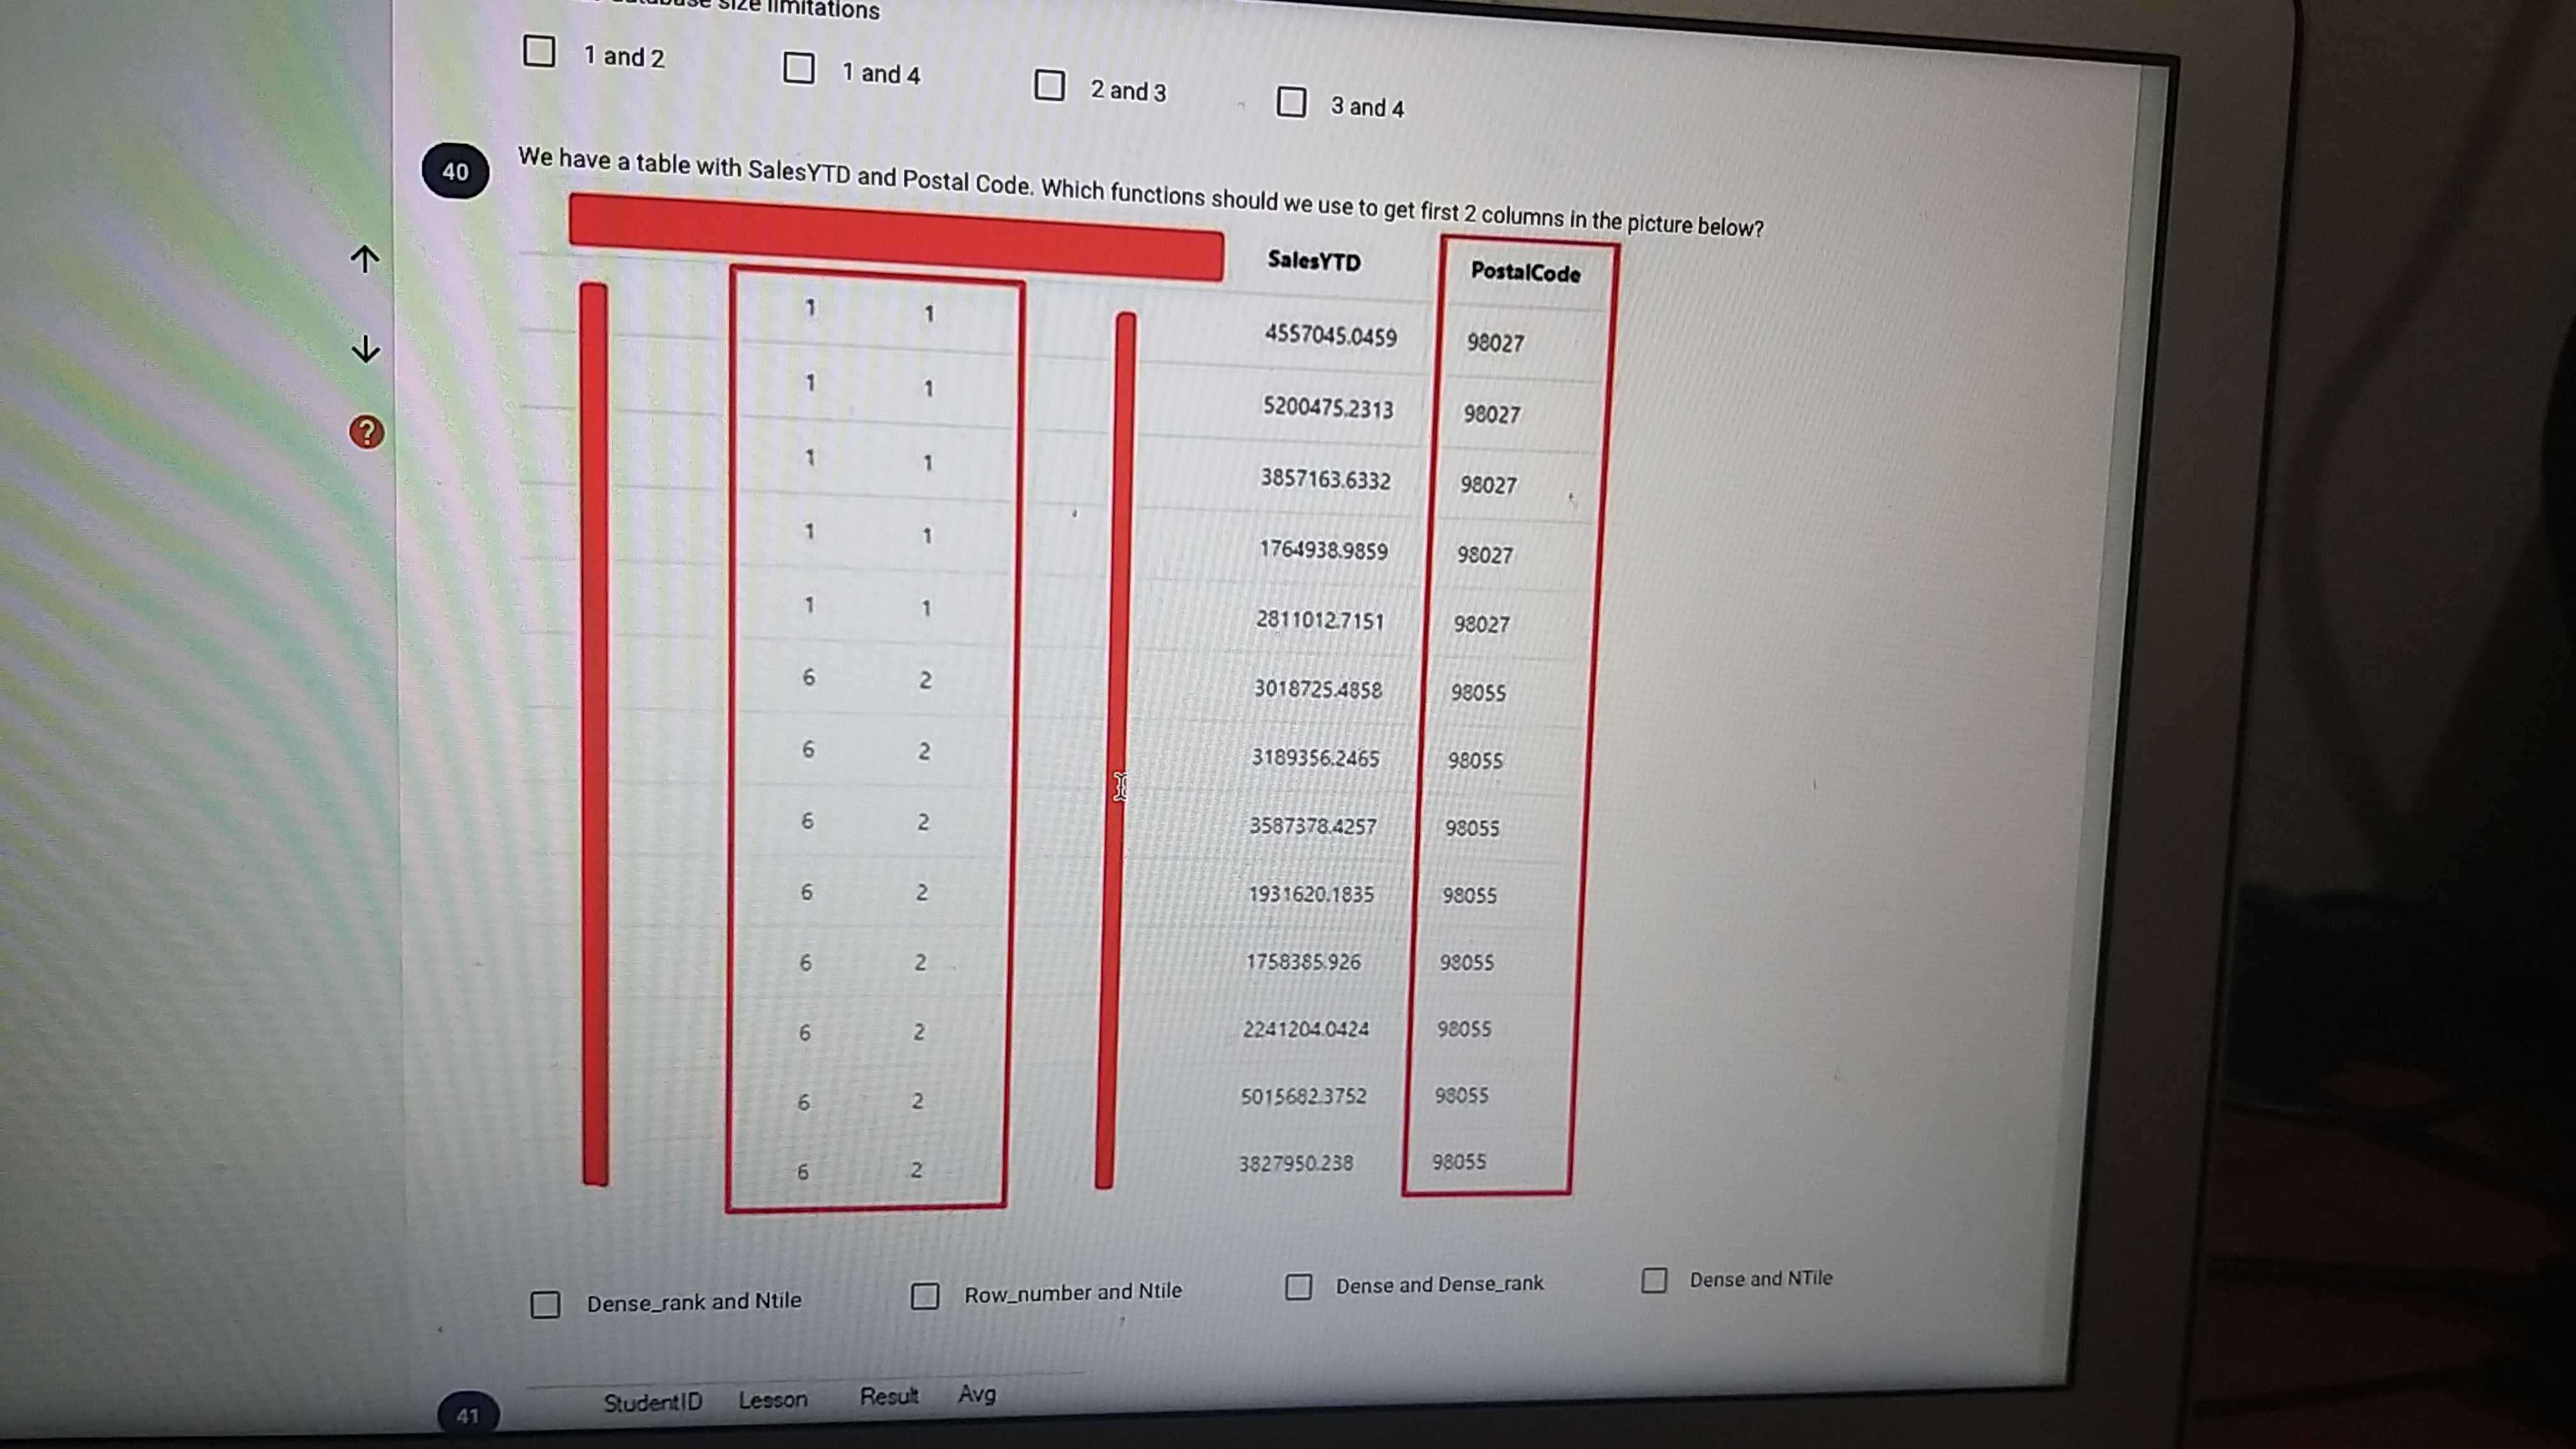 size limitations
1 and 2 1 and 4 2 and 3 3 and 4
40 We have a table with SalesYTD and Postal Code. Which functions should we use to get first 2 columns in the picture below?
SalesYTD PostalCode
1 1 4557045.0459 98027
1 1 5200475.2313 98027
1 1 3857163.6332 98027
1 1 1764938.9859 98027
1 1 2811012.7151 98027
6 2 3018725.4858 98055
6 2 3189356.2465 98055
6 2 3587378.4257 98055
6 2 1931620.1835 98055
6 2 1758385.926 98055
6 2 2241204.0424 98055
6 2 5015682.3752 98055
6 2 3827950.238 98055
Dense_rank and Ntile Row_number and Ntile Dense and Dense_rank Dense and NTile
41 StudentID Lesson Result Avg